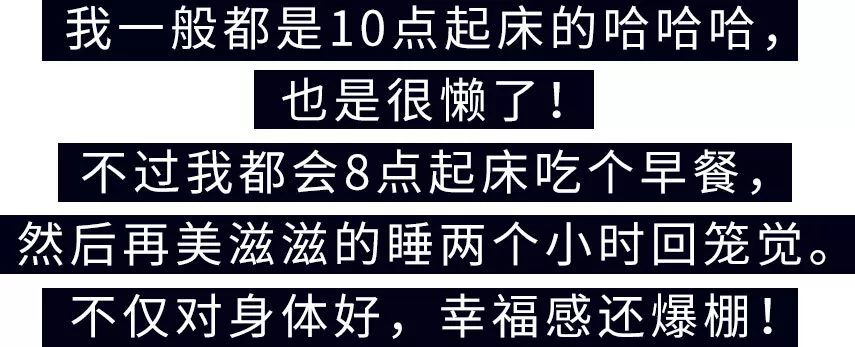 我一般都是10点起床的哈哈哈，
也是很懒了！
不过我都会8点起床吃个早餐，
然后再美滋滋的睡两个小时回笼觉。
不仅对身体好，幸福感还爆棚！